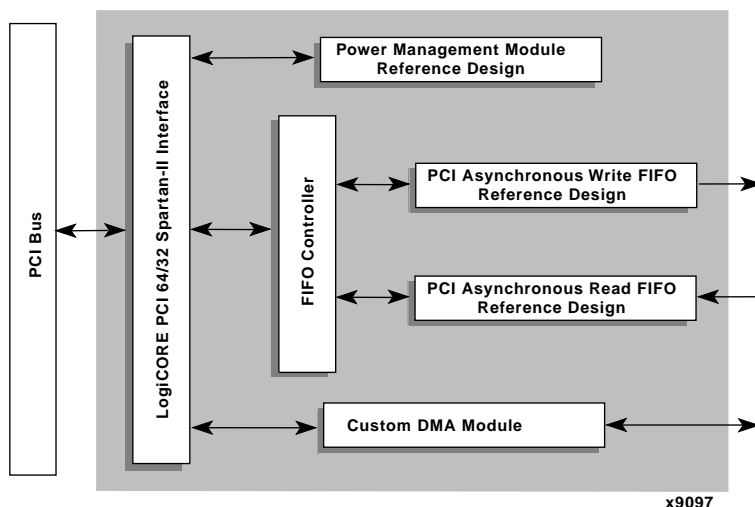 PCI Bus
LogiCORE PCI 64/32 Spartan-II Interface
Power Management Module
Reference Design
FIFO Controller
PCI Asynchronous Write FIFO
Reference Design
PCI Asynchronous Read FIFO
Reference Design
Custom DMA Module
x9097